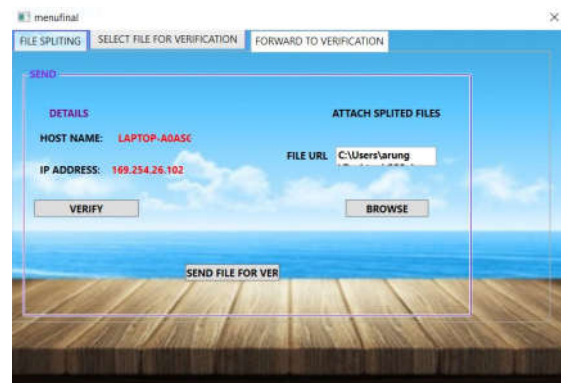 menufinal
FILE SPLITING SELECT FILE FOR VERIFICATION FORWARD TO VERIFICATION
SEND
DETAILS ATTACH SPLITED FILES
HOST NAME: LAPTOP-A0ASC
FILE URL C:\Users\arung
IP ADDRESS: 169.254.26.102
VERIFY BROWSE
SEND FILE FOR VER